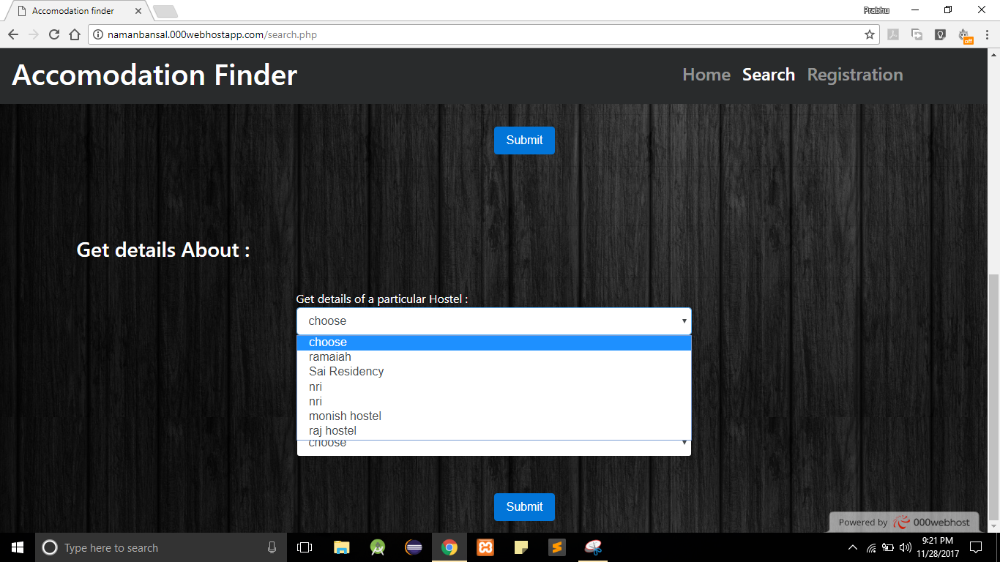 Accomodation finder
Prabhu
namanbansal.000webhostapp.com/search.php
off
Accomodation Finder
Home Search Registration
Submit
Get details About :
Get details of a particular Hostel :
choose
choose
ramaiah
Sai Residency
nri
nri
monish hostel
raj hostel
choose
Submit
Powered by 000webhost
Type here to search
9:21 PM
11/28/2017